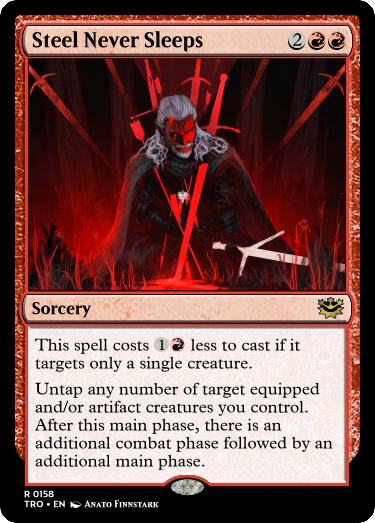 Steel Never Sleeps 2RR
Sorcery
This spell costs 1R less to cast if it
targets only a single creature.
Untap any number of target equipped
and/or artifact creatures you control.
After this main phase, there is an
additional combat phase followed by an
additional main phase.
R 0158
TRO • EN Anato Finnstark